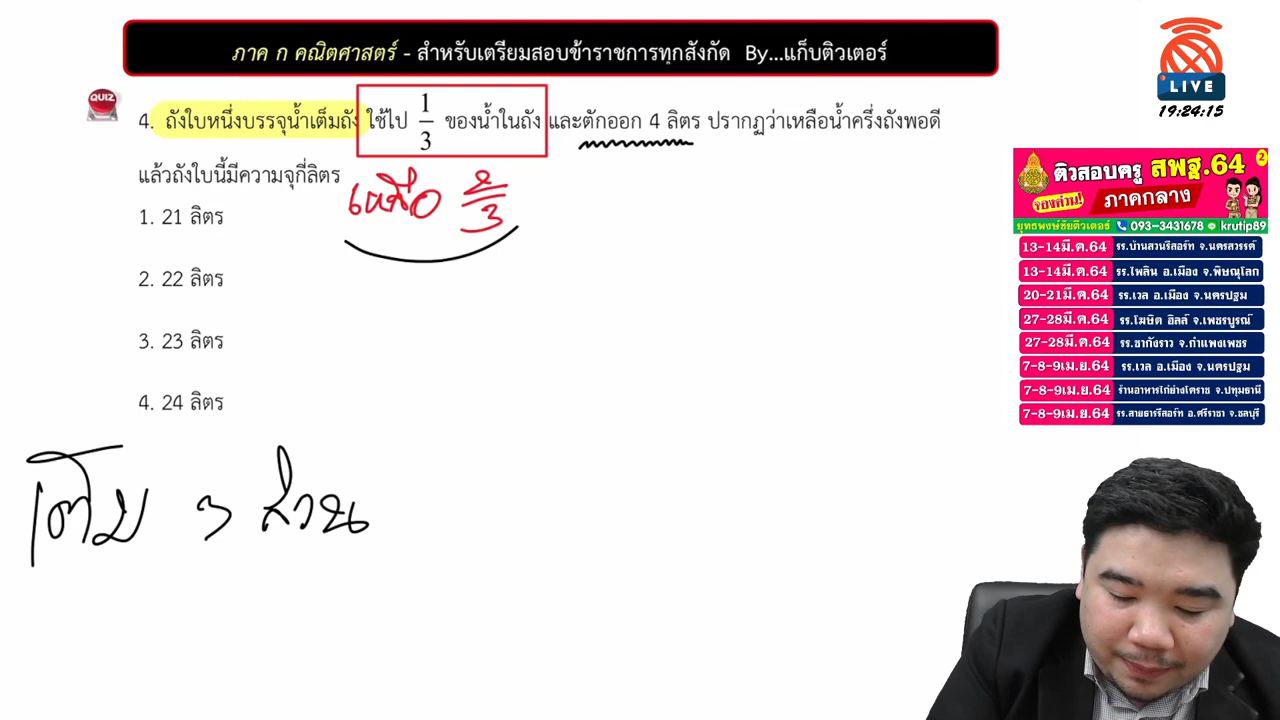 ภาค ก คณิตศาสตร์ - สำหรับเตรียมสอบข้าราชการทุกสังกัด By...แก็บติวเตอร์
LIVE
19:24:15
QUIZ
4. ถังใบหนึ่งบรรจุน้ำเต็มถัง ใช้ไป 1/3 ของน้ำในถัง และตักออก 4 ลิตร ปรากฏว่าเหลือน้ำครึ่งถังพอดี
แล้วถังใบนี้มีความจุกี่ลิตร
เหลือ 2/3
1. 21 ลิตร
2. 22 ลิตร
3. 23 ลิตร
4. 24 ลิตร
เต็ม 3 ส่วน
ติวสอบครู สพฐ.64 2
จองด่วน! ภาคกลาง
ยุทธพงษ์ชัยติวเตอร์ 093-3431678 krutip89
13-14มี.ค.64 รร.บ้านสวนรีสอร์ท จ.นครสวรรค์
13-14มี.ค.64 รร.ไพลิน อ.เมือง จ.พิษณุโลก
20-21มี.ค.64 รร.เวล อ.เมือง จ.นครปฐม
27-28มี.ค.64 รร.โฆษิต ฮิลล์ จ.เพชรบูรณ์
27-28มี.ค.64 รร.ชากังราว จ.กำแพงเพชร
7-8-9เม.ย.64 รร.เวล อ.เมือง จ.นครปฐม
7-8-9เม.ย.64 ร้านอาหารไก่ย่างโคราช จ.ปทุมธานี
7-8-9เม.ย.64 รร.สายธารรีสอร์ท อ.ศรีราชา จ.ชลบุรี